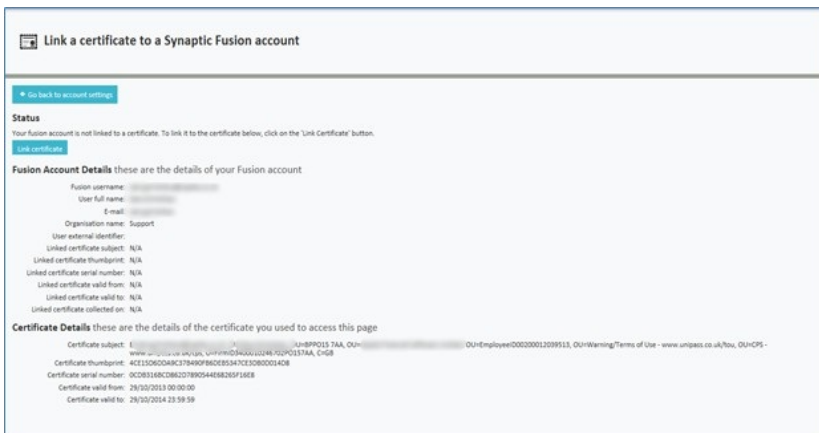 Link a certificate to a Synaptic Fusion account
Go back to account settings
Status
Your fusion account is not linked to a certificate. To link it to the certificate below, click on the 'Link Certificate' button.
Link certificate
Fusion Account Details these are the details of your Fusion account
Fusion username:
User full name:
E-mail:
Organisation name: Support
User external identifier:
Linked certificate subject: N/A
Linked certificate thumbprint: N/A
Linked certificate serial number: N/A
Linked certificate valid from: N/A
Linked certificate valid to: N/A
Linked certificate collected on: N/A
Certificate Details these are the details of the certificate you used to access this page
Certificate subject: OU=BPPO15 7AA, OU= OU=EmployeeID00200012039513, OU=Warning/Terms of Use - www.unipass.co.uk/tou, OU=CPS -
C=GB
Certificate thumbprint:
Certificate serial number:
Certificate valid from: 29/10/2013 00:00:00
Certificate valid to: 29/10/2014 23:59:59